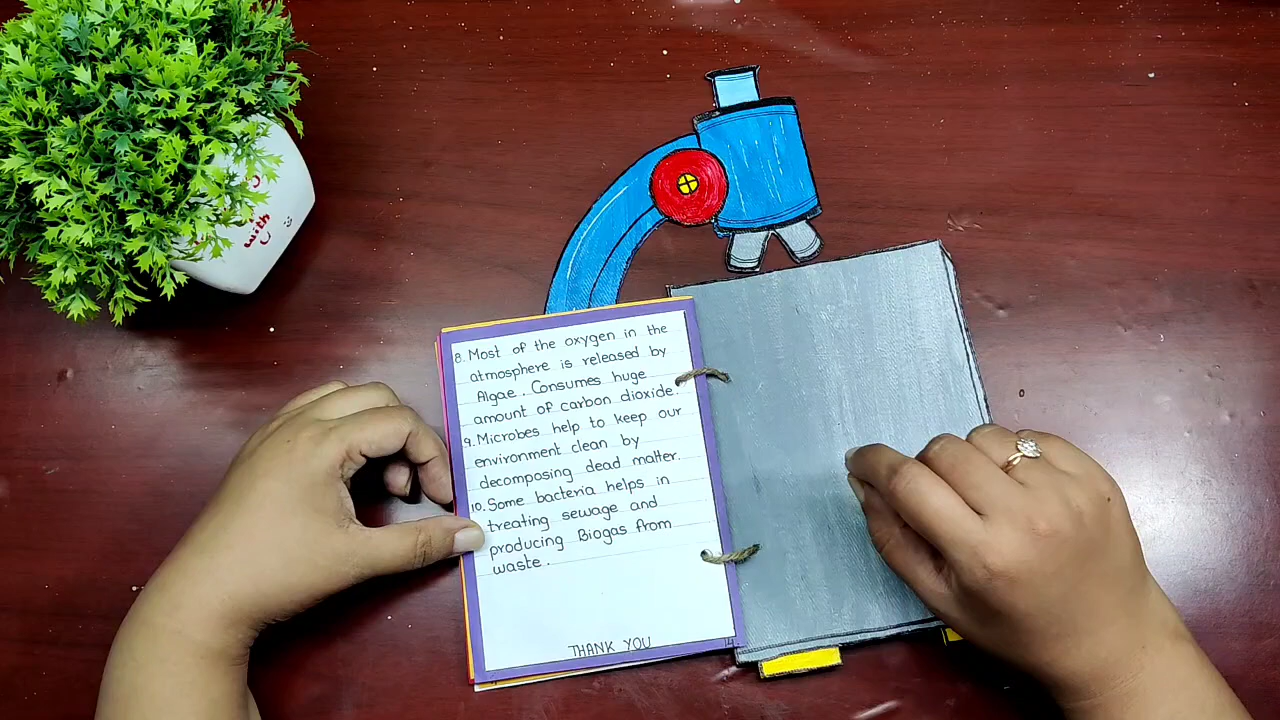 8. Most of the oxygen in the
atmosphere is released by
Algae. Consumes huge
amount of carbon dioxide.
9. Microbes help to keep our
environment clean by
decomposing dead matter.
10. Some bacteria helps in
treating sewage and
producing Biogas from
waste.
THANK YOU
14
with